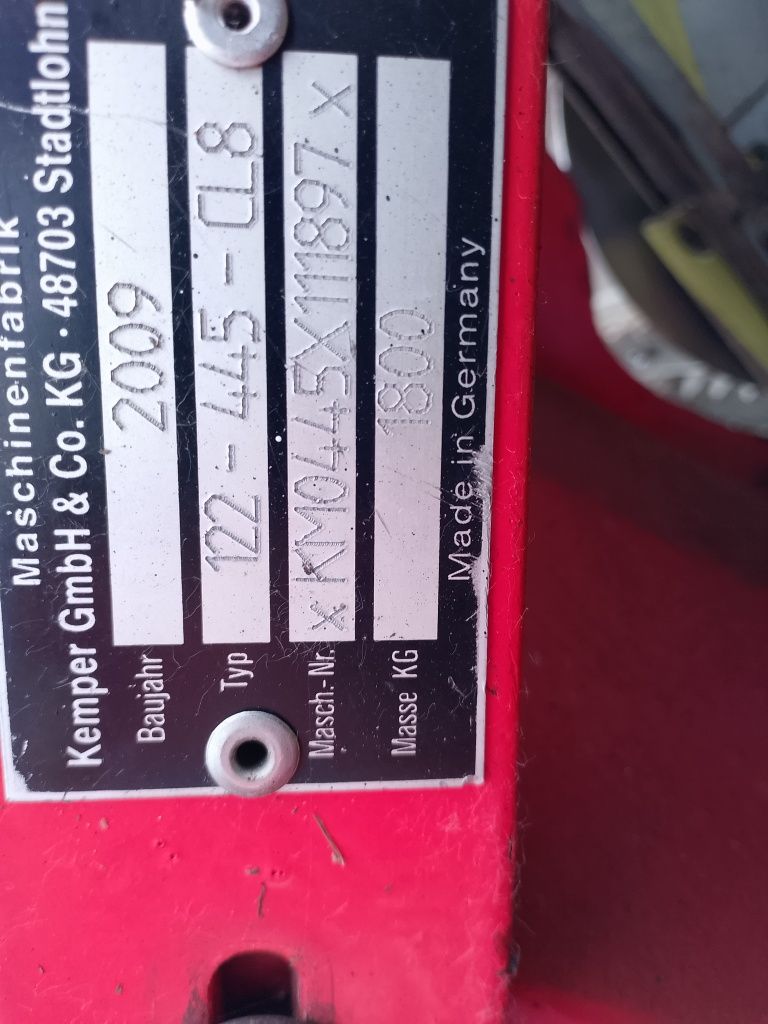 Maschinenfabrik
Kemper GmbH & Co. KG · 48703 Stadtlohn
Baujahr 2009
Typ 122-445-CL8
Masch.-Nr. x KM0445X111897 x
Masse KG 1800
Made in Germany